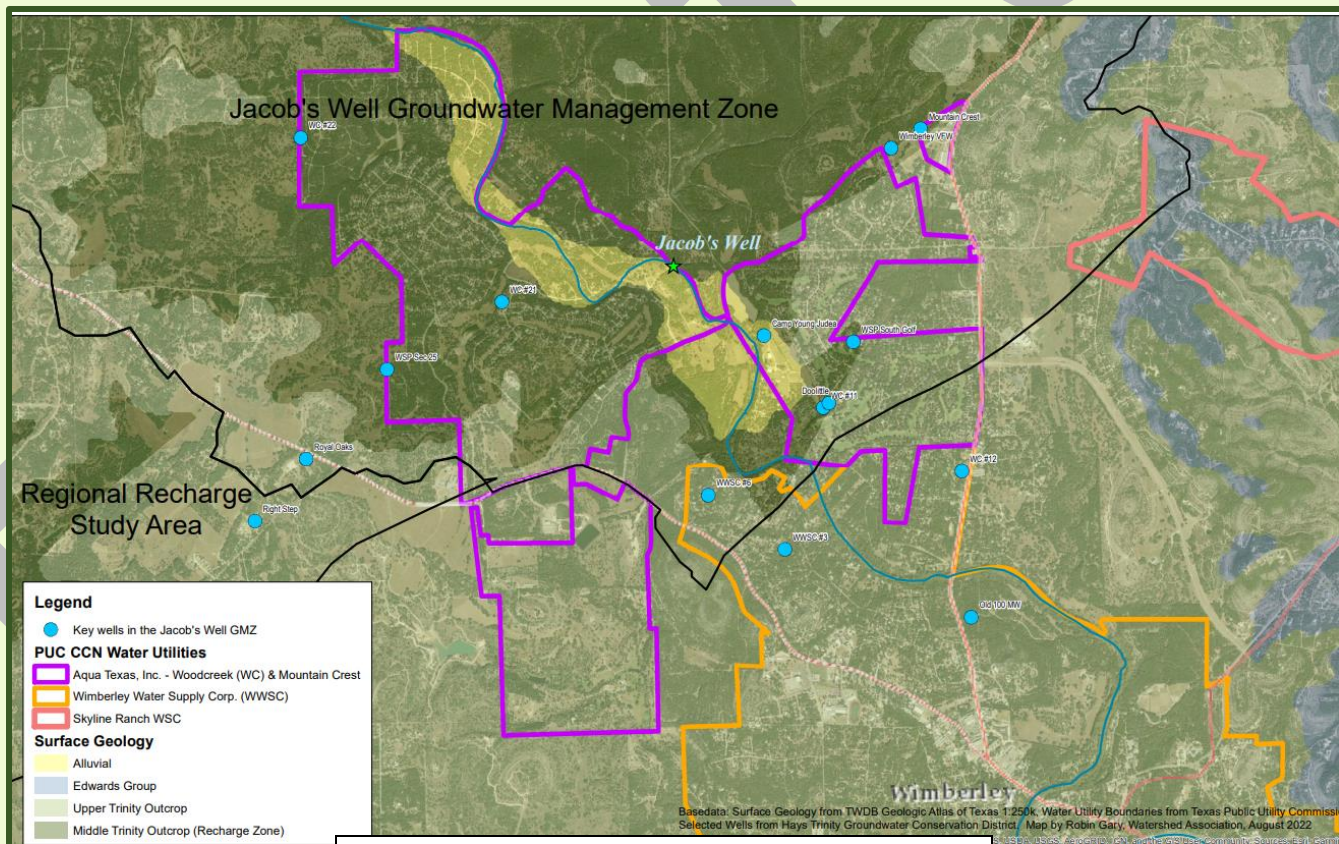 Jacob's Well Groundwater Management Zone
WC #22
Mountain Crest
Wimberley VFW
Jacob's Well
WC #21
Camp Young Judea
WSP South Golf
WSP Sec 25
Doolittle
WC #11
Royal Oaks
WC #12
Regional Recharge
Study Area
Right Step
WWSC #6
WWSC #3
Old 100 MW
Legend
Key wells in the Jacob's Well GMZ
PUC CCN Water Utilities
Aqua Texas, Inc. - Woodcreek (WC) & Mountain Crest
Wimberley Water Supply Corp. (WWSC)
Skyline Ranch WSC
Surface Geology
Alluvial
Edwards Group
Upper Trinity Outcrop
Middle Trinity Outcrop (Recharge Zone)
Wimberley
Basedata: Surface Geology from TWDB Geologic Atlas of Texas 1:250k, Water Utility Boundaries from Texas Public Utility Commissi
Selected Wells from Hays Trinity Groundwater Conservation District. Map by Robin Gary, Watershed Association, August 2022